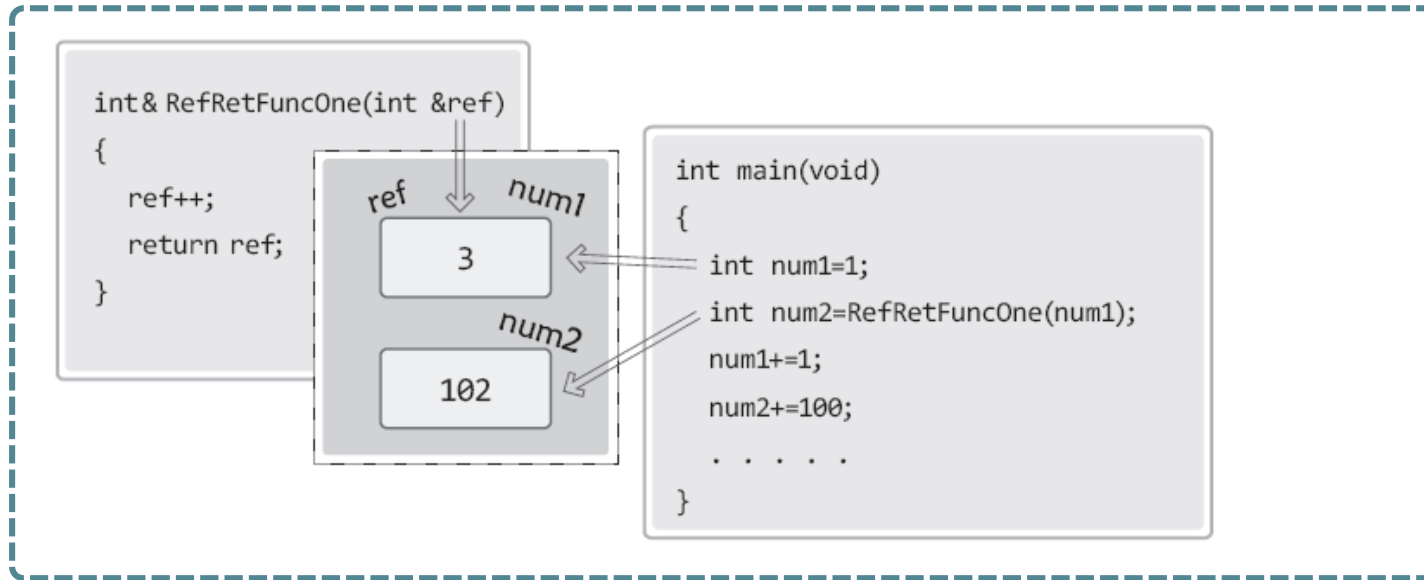 int& RefRetFuncOne(int &ref)
{
ref++;
return ref;
}
ref
num1
3
num2
102
int main(void)
{
int num1=1;
int num2=RefRetFuncOne(num1);
num1+=1;
num2+=100;
. . . . .
}